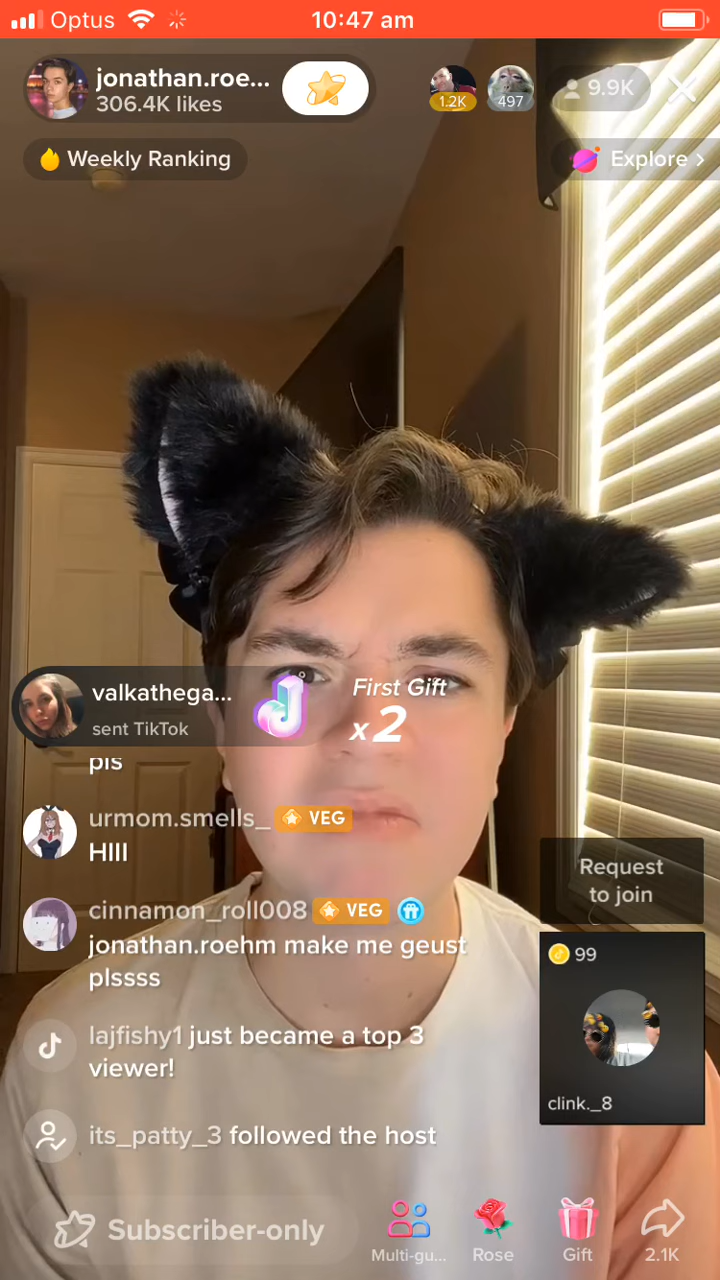 Optus
10:47 am
jonathan.roe...
306.4K likes
1.2K
497
9.9K
Weekly Ranking
Explore >
valkathega...
sent TikTok
First Gift
x2
pls
urmom.smells_ VEG
HIII
cinnamon_roll008 VEG
jonathan.roehm make me geust
plssss
lajfishy1 just became a top 3
viewer!
its_patty_3 followed the host
Request
to join
99
clink._8
Subscriber-only
Multi-gu...
Rose
Gift
2.1K